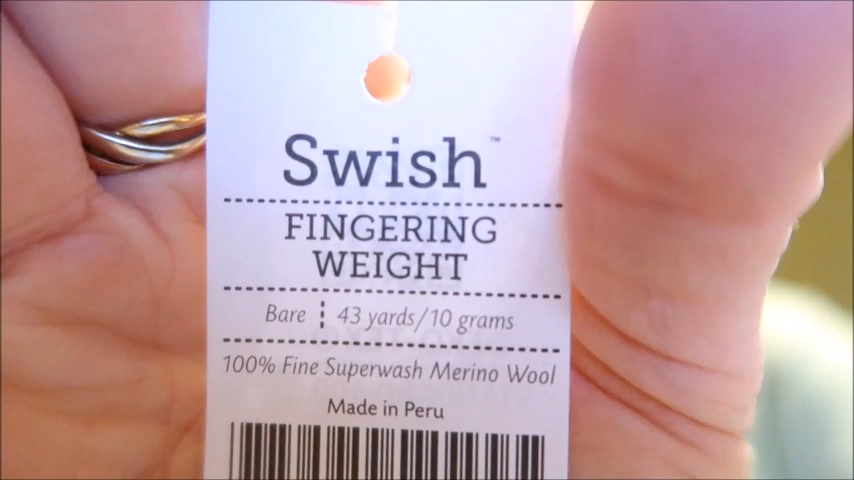 Swish™
FINGERING
WEIGHT
Bare 43 yards/10 grams
100% Fine Superwash Merino Wool
Made in Peru